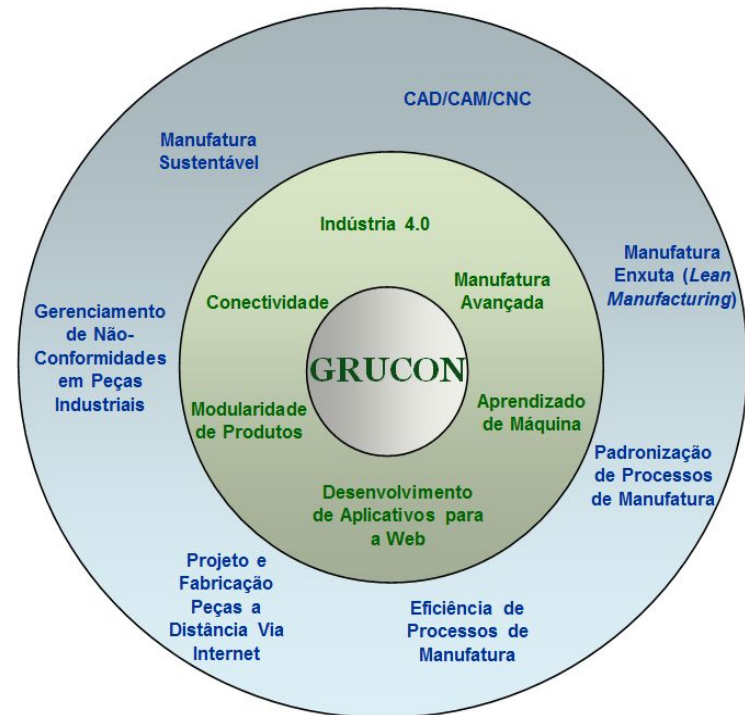 CAD/CAM/CNC
Manufatura
Sustentável
Indústria 4.0
Manufatura
Enxuta (Lean
Manufacturing)
Manufatura
Avançada
Conectividade
Gerenciamento
de Não-
Conformidades
em Peças
Industriais
GRUCON
Modularidade
de Produtos
Aprendizado
de Máquina
Padronização
de Processos
de Manufatura
Desenvolvimento
de Aplicativos para
a Web
Projeto e
Fabricação
Peças a
Distância Via
Internet
Eficiência de
Processos de
Manufatura